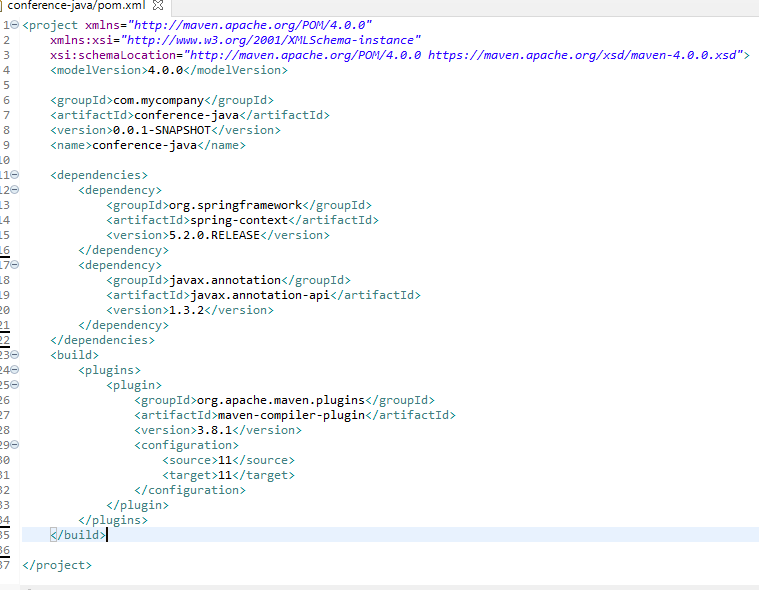 conference-java/pom.xml
1 <project xmlns="http://maven.apache.org/POM/4.0.0"
2 xmlns:xsi="http://www.w3.org/2001/XMLSchema-instance"
3 xsi:schemaLocation="http://maven.apache.org/POM/4.0.0 https://maven.apache.org/xsd/maven-4.0.0.xsd">
4 <modelVersion>4.0.0</modelVersion>
5
6 <groupId>com.mycompany</groupId>
7 <artifactId>conference-java</artifactId>
8 <version>0.0.1-SNAPSHOT</version>
9 <name>conference-java</name>
10
11 <dependencies>
12 <dependency>
13 <groupId>org.springframework</groupId>
14 <artifactId>spring-context</artifactId>
15 <version>5.2.0.RELEASE</version>
16 </dependency>
17 <dependency>
18 <groupId>javax.annotation</groupId>
19 <artifactId>javax.annotation-api</artifactId>
20 <version>1.3.2</version>
21 </dependency>
22 </dependencies>
23 <build>
24 <plugins>
25 <plugin>
26 <groupId>org.apache.maven.plugins</groupId>
27 <artifactId>maven-compiler-plugin</artifactId>
28 <version>3.8.1</version>
29 <configuration>
30 <source>11</source>
31 <target>11</target>
32 </configuration>
33 </plugin>
34 </plugins>
35 </build>
36
37 </project>